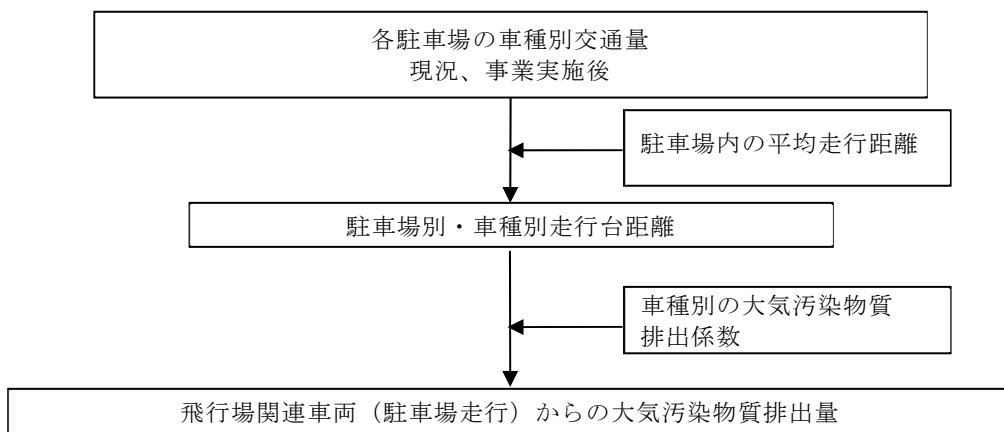 各駐車場の車種別交通量
現況、事業実施後
駐車場内の平均走行距離
駐車場別・車種別走行台距離
車種別の大気汚染物質
排出係数
飛行場関連車両（駐車場走行）からの大気汚染物質排出量